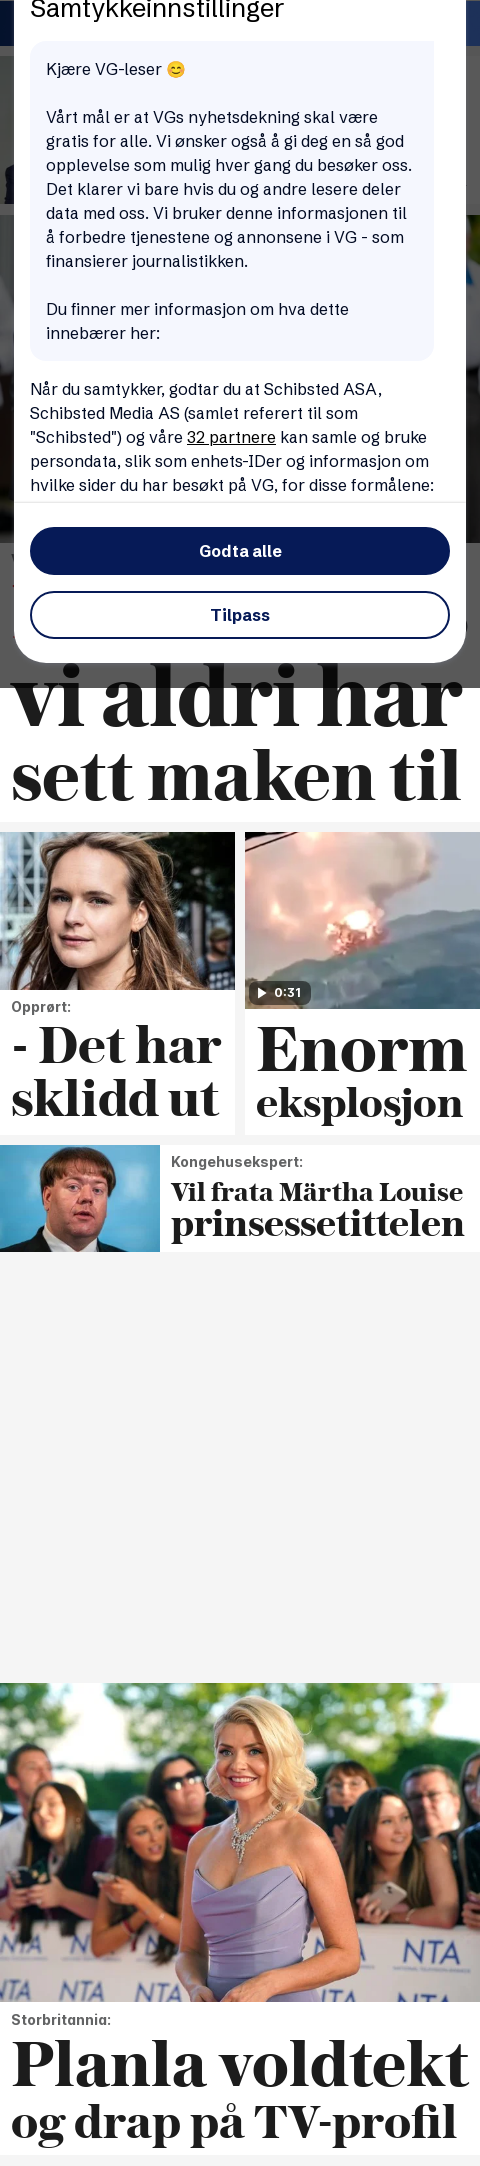 Samtykkeinnstillinger
Kjære VG-leser 😊
Vårt mål er at VGs nyhetsdekning skal være
gratis for alle. Vi ønsker også å gi deg en så god
opplevelse som mulig hver gang du besøker oss.
Det klarer vi bare hvis du og andre lesere deler
data med oss. Vi bruker denne informasjonen til
å forbedre tjenestene og annonsene i VG - som
finansierer journalistikken.
Du finner mer informasjon om hva dette
innebærer her:
Når du samtykker, godtar du at Schibsted ASA,
Schibsted Media AS (samlet referert til som
"Schibsted") og våre 32 partnere kan samle og bruke
persondata, slik som enhets-IDer og informasjon om
hvilke sider du har besøkt på VG, for disse formålene:
Godta alle
Tilpass
vi aldri har
sett maken til
0:31
Opprørt:
- Det har
sklidd ut
Enorm
eksplosjon
Kongehusekspert:
Vil frata Märtha Louise
prinsessetittelen
NTA
NTA
NTA
NTA
NTA
NTA
NTA
Storbritannia:
Planla voldtekt
og drap på TV-profil